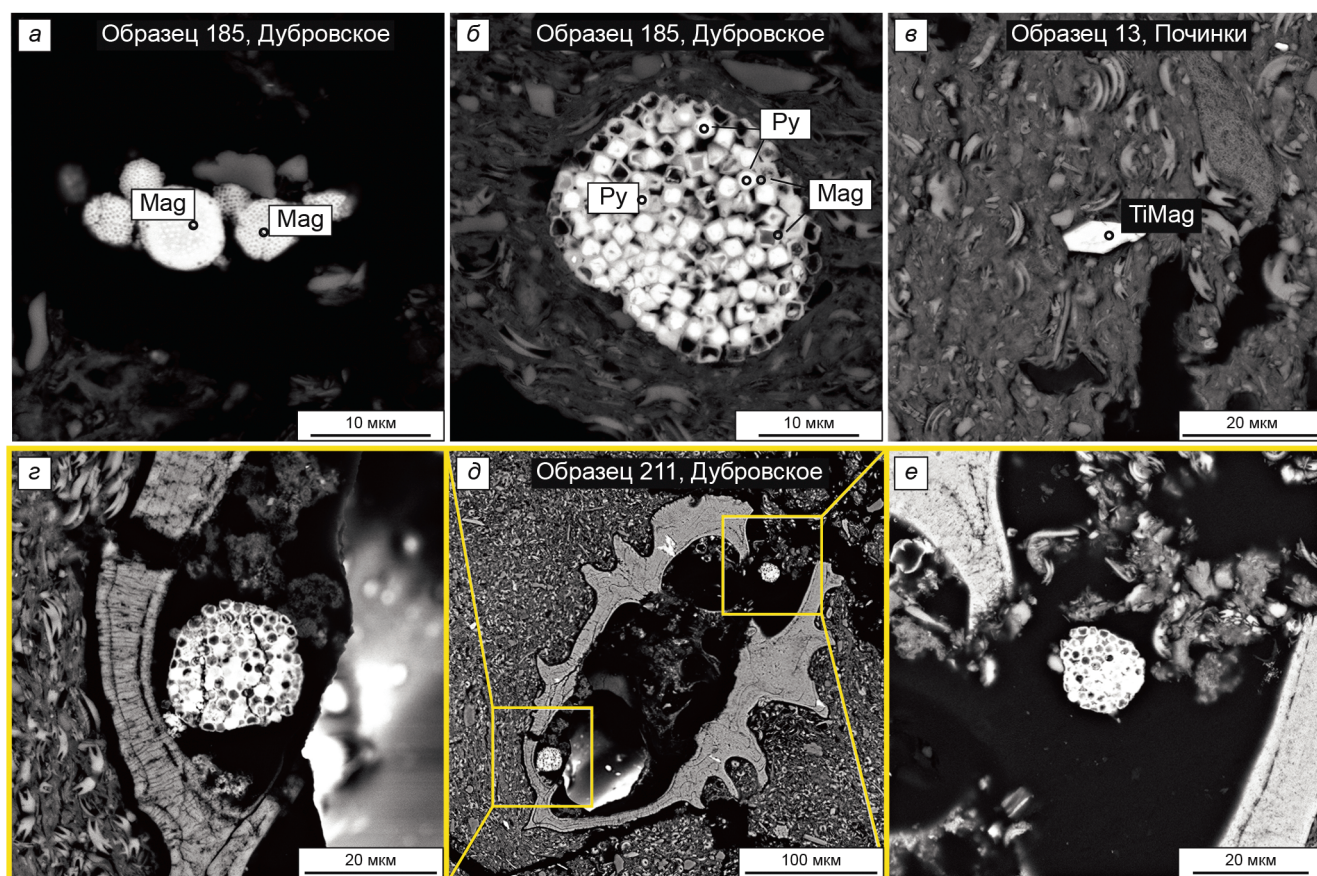 а
Образец 185, Дубровское
Mag
Mag
10 мкм
б
Образец 185, Дубровское
Py
Py
Mag
10 мкм
в
Образец 13, Починки
TiMag
20 мкм
г
20 мкм
д
Образец 211, Дубровское
100 мкм
е
20 мкм